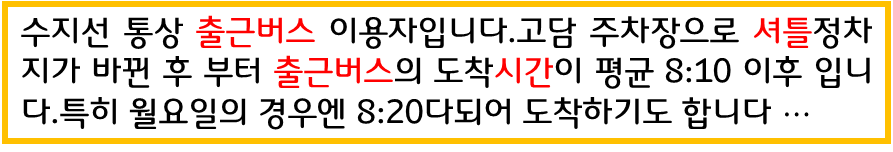 수지선 통상 출근버스 이용자입니다.고담 주차장으로 셔틀정차
지가 바뀐 후 부터 출근버스의 도착시간이 평균 8:10 이후 입니
다.특히 월요일의 경우엔 8:20다되어 도착하기도 합니다 …